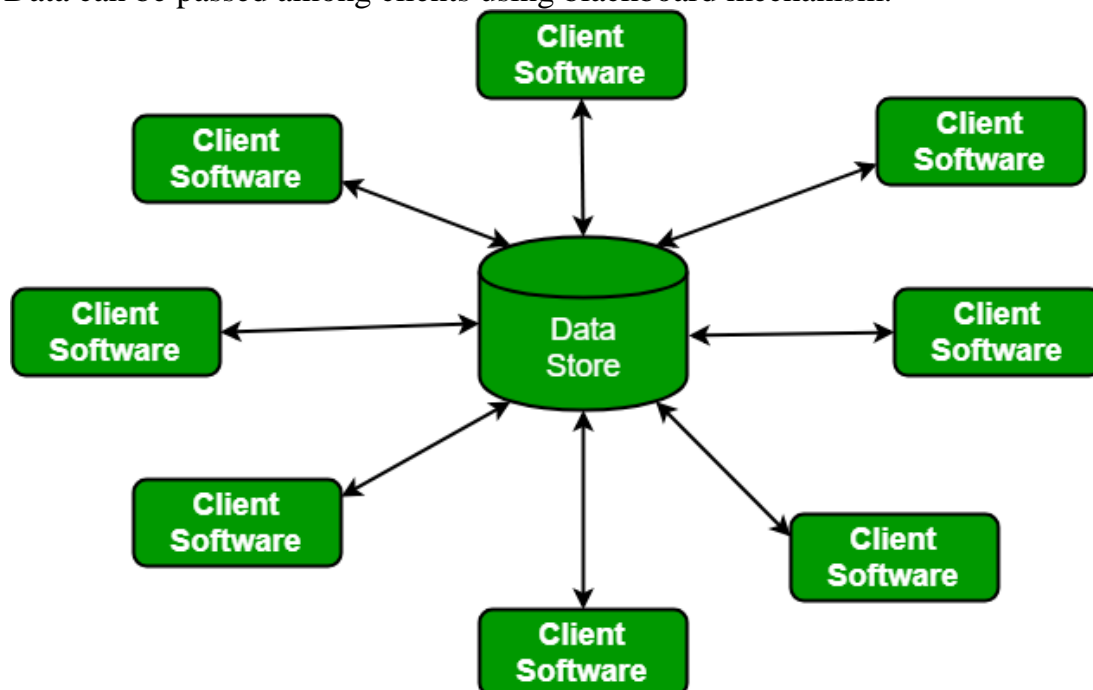 Data can be passed among clients using blackboard mechanism.
Client
Software
Client
Software
Client
Software
Client
Software
Data
Store
Client
Software
Client
Software
Client
Software
Client
Software